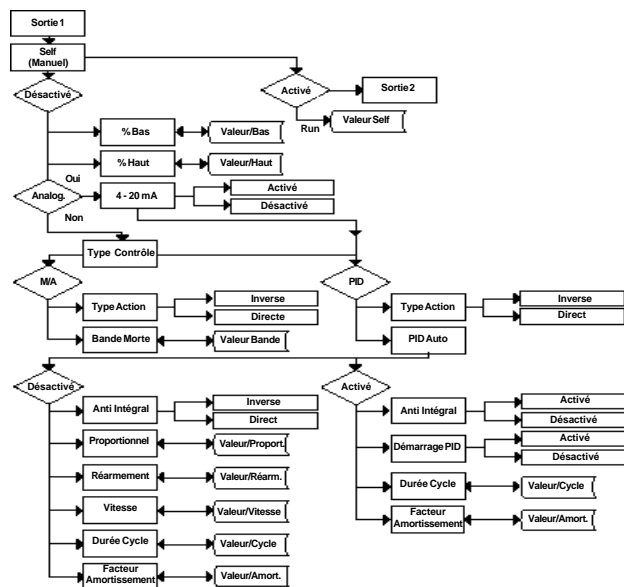 Sortie 1
Self
(Manuel)
Désactivé
Activé
Sortie 2
Run
Valeur Self
% Bas
Valeur/Bas
% Haut
Valeur/Haut
Oui
Analog.
4 - 20 mA
Activé
Désactivé
Non
Type Contrôle
M/A
PID
Type Action
Inverse
Directe
Type Action
Inverse
Direct
Bande Morte
Valeur Bande
PID Auto
Désactivé
Activé
Anti Intégral
Inverse
Direct
Anti Intégral
Activé
Désactivé
Proportionnel
Valeur/Proport.
Démarrage PID
Activé
Désactivé
Réarmement
Valeur/Réarm.
Durée Cycle
Valeur/Cycle
Vitesse
Valeur/Vitesse
Facteur
Amortissement
Valeur/Amort.
Durée Cycle
Valeur/Cycle
Facteur
Amortissement
Valeur/Amort.